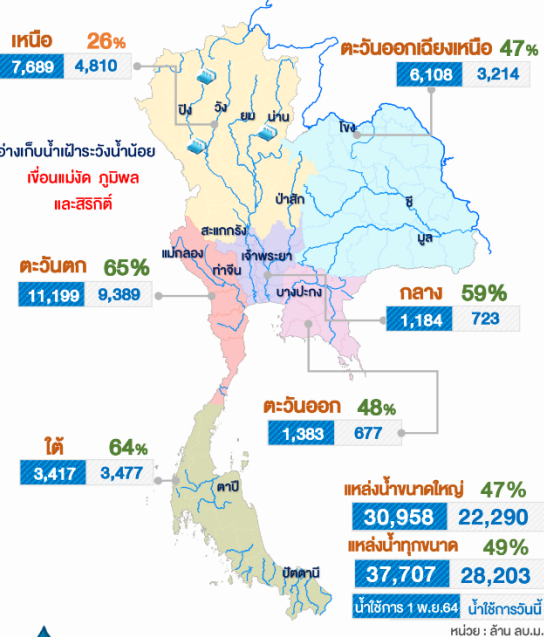 เหนือ 26%
7,689 4,810
ตะวันออกเฉียงเหนือ 47%
6,108 3,214
ปิง
วัง
ยม
น่าน
โขง
อ่างเก็บน้ำเฝ้าระวังน้ำน้อย
เขื่อนแม่งัด ภูมิพล
และสิริกิติ์
ป่าสัก
ชี
มูล
สะแกกรัง
แม่กลอง
ท่าจีน
เจ้าพระยา
บางปะกง
ตะวันตก 65%
11,199 9,389
กลาง 59%
1,184 723
ตะวันออก 48%
1,383 677
ใต้ 64%
3,417 3,477
ตาปี
ปัตตานี
แหล่งน้ำขนาดใหญ่ 47%
30,958 22,290
แหล่งน้ำทุกขนาด 49%
37,707 28,203
น้ำใช้การ 1 พ.ย.64 น้ำใช้การวันนี้
หน่วย : ล้าน ลบ.ม.